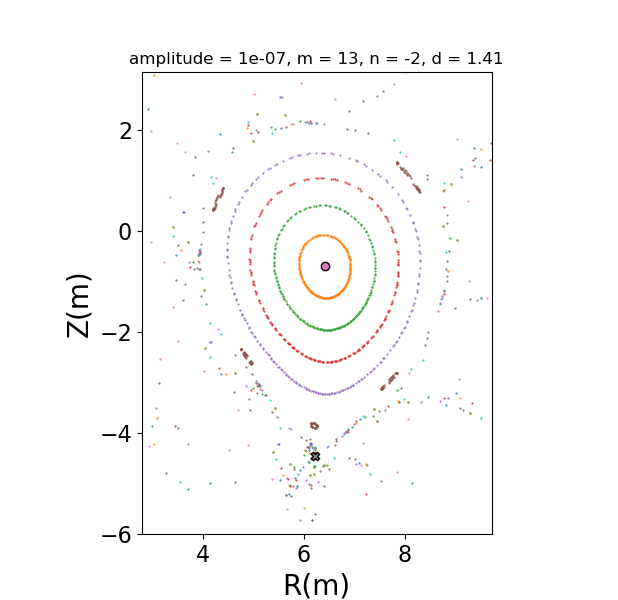 amplitude = 1e-07, m = 13, n = -2, d = 1.41
2
0
−2
−4
−6
Z(m)
4 6 8
R(m)